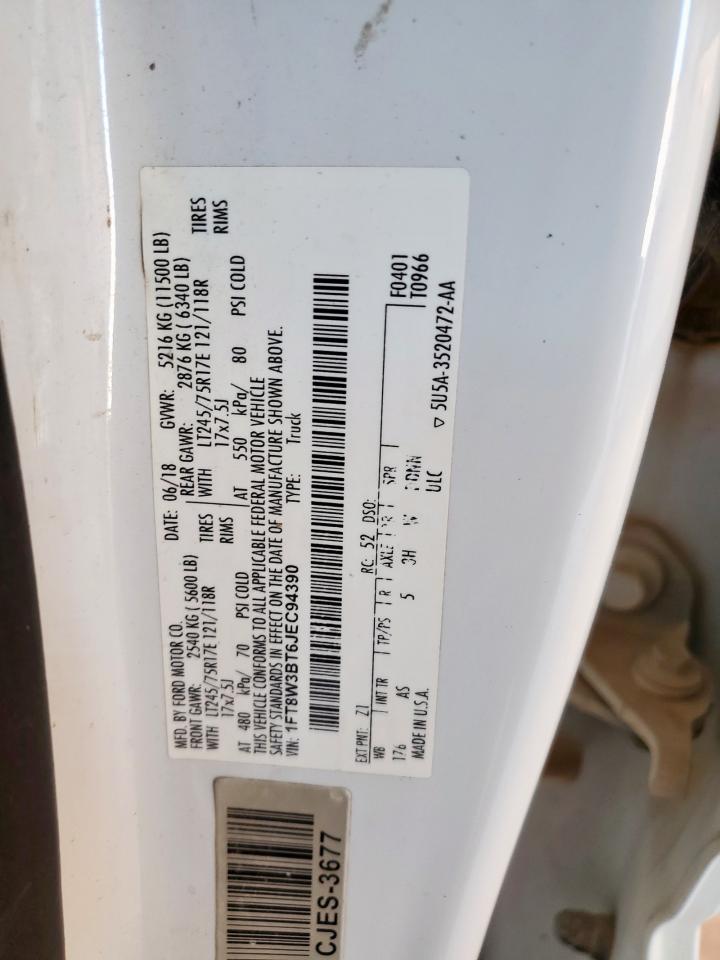 MFD. BY FORD MOTOR CO.
DATE: 06/18 GVWR: 5216 KG (11500 LB)
FRONT GAWR: 2540 KG ( 5600 LB)
REAR GAWR: 2876 KG ( 6340 LB)
WITH LT245/75R17E 121/118R TIRES
WITH LT245/75R17E 121/118R TIRES
17x7.5J RIMS
17x7.5J RIMS
AT 480 kPa/ 70 PSI COLD
AT 550 kPa/ 80 PSI COLD
THIS VEHICLE CONFORMS TO ALL APPLICABLE FEDERAL MOTOR VEHICLE
SAFETY STANDARDS IN EFFECT ON THE DATE OF MANUFACTURE SHOWN ABOVE.
VIN: 1FT8W3BT6JEC94390 TYPE: Truck
EXT PNT: Z1 RC: 52 DSO: F0401
WB INT TR TP/PS R AXLE SPR T0966
176 AS 5 ULC
MADE IN U.S.A. ▽ 5U5A-3520472-AA
CJES-3677